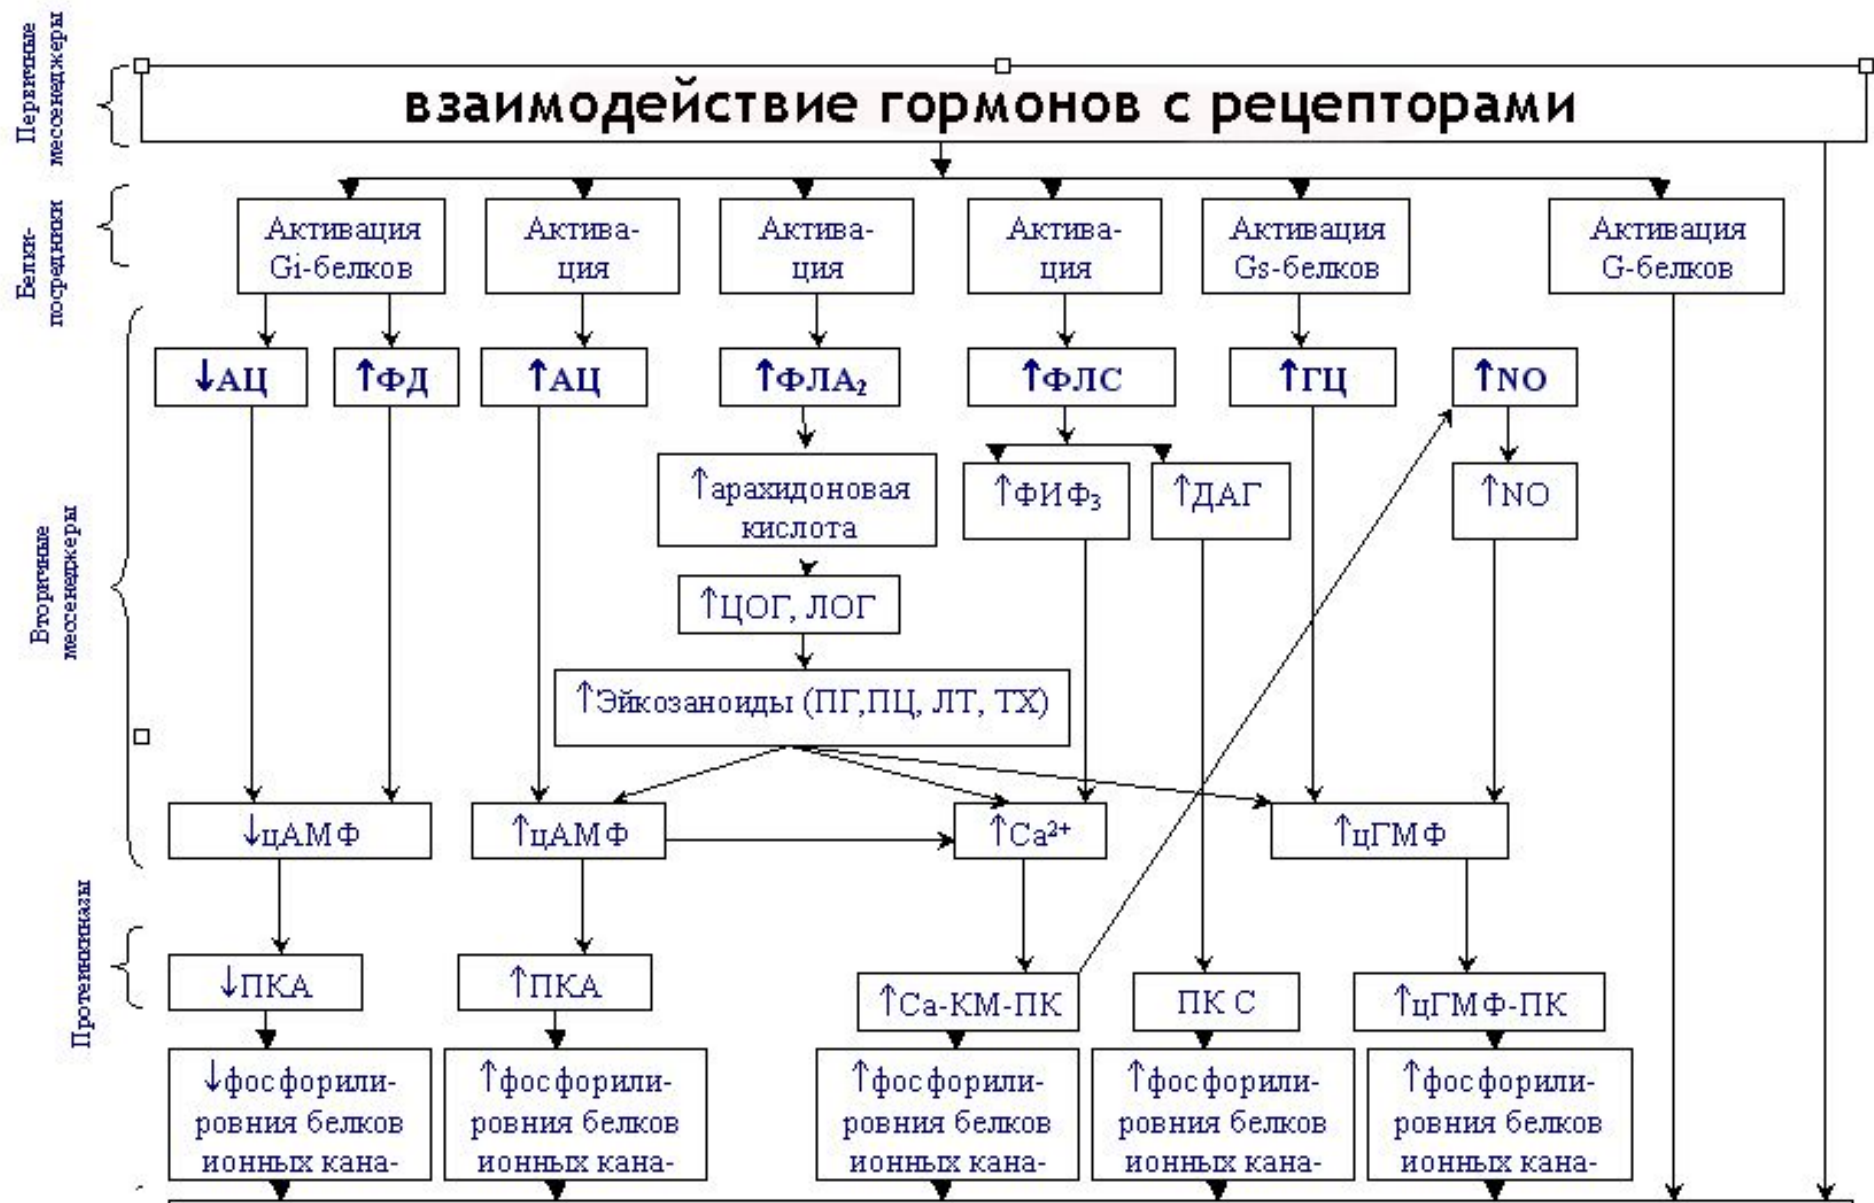 Первичные
мессенеджеры
взаимодействие гормонов с рецепторами
Белки-
посредники
Активация
Gi-белков
Актива-
ция
Актива-
ция
Актива-
ция
Активация
Gs-белков
Активация
G-белков
Вторичные
мессенеджеры
↓АЦ
↑ФД
↑АЦ
↑ФЛА₂
↑ФЛС
↑ГЦ
↑NO
↑арахидоновая
кислота
↑ФИФ₃
↑ДАГ
↑NO
↑ЦОГ, ЛОГ
↑Эйкозаноиды (ПГ,ПЦ, ЛТ, ТХ)
↓цАМФ
↑цАМФ
↑Ca²⁺
↑цГМФ
Протеинкиназы
↓ПКА
↑ПКА
↑Са-КМ-ПК
ПК С
↑цГМФ-ПК
↓фосфорили-
ровния белков
ионных кана-
↑фосфорили-
ровния белков
ионных кана-
↑фосфорили-
ровния белков
ионных кана-
↑фосфорили-
ровния белков
ионных кана-
↑фосфорили-
ровния белков
ионных кана-